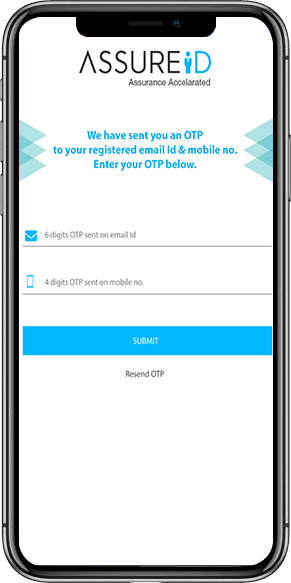 ASSUREiD
Assurance Accelarated
We have sent you an OTP
to your registered email Id & mobile no.
Enter your OTP below.
6 digits OTP sent on email Id
4 digits OTP sent on mobile no.
SUBMIT
Resend OTP